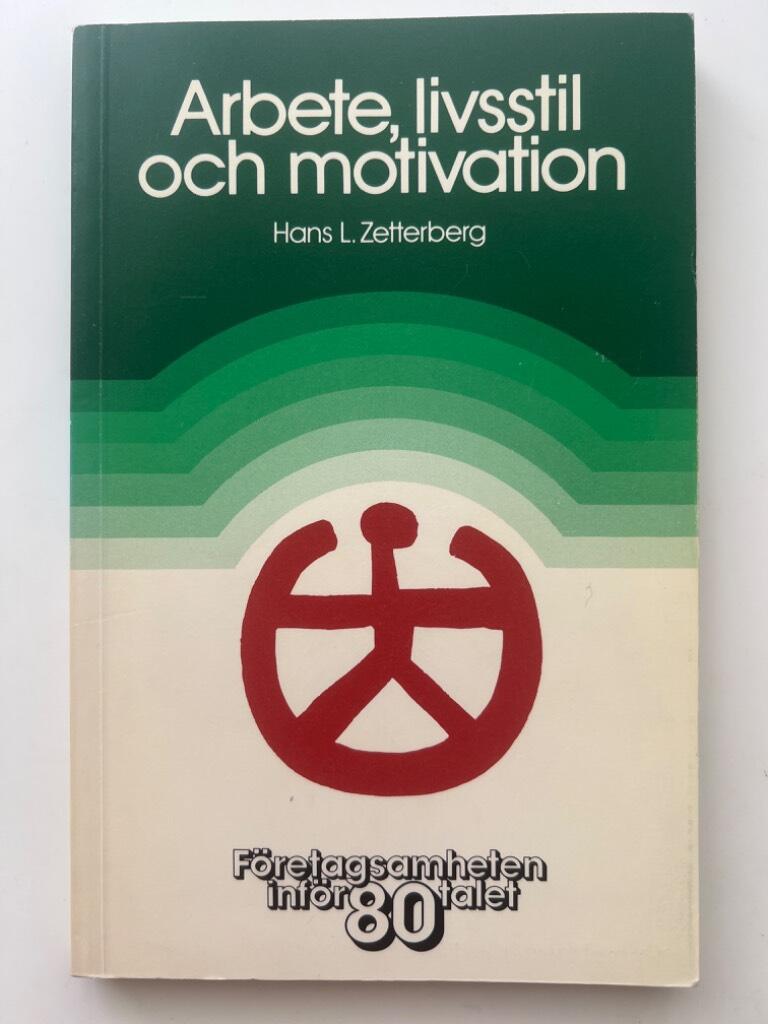 Arbete, livsstil
och motivation
Hans L. Zetterberg
Företagsamheten
inför 80 talet